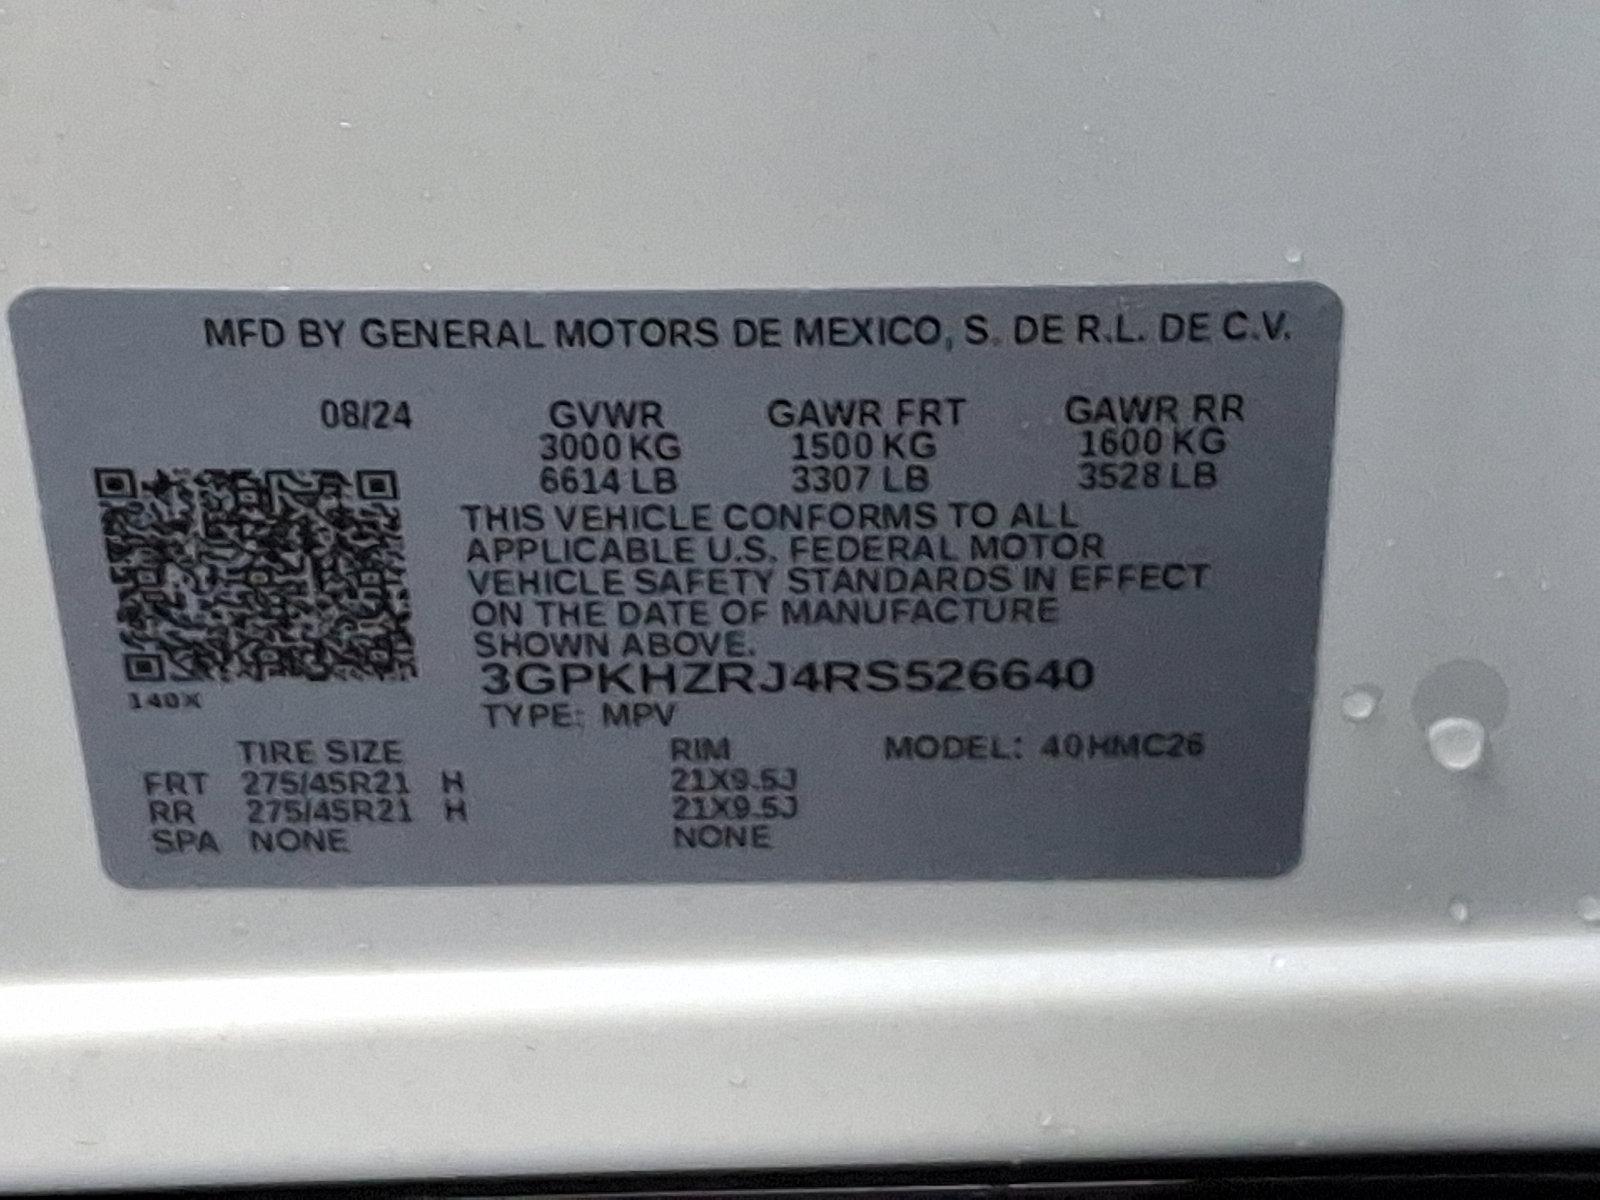 MFD BY GENERAL MOTORS DE MEXICO, S. DE R.L. DE C.V.
08/24 GVWR GAWR FRT GAWR RR
3000 KG 1500 KG 1600 KG
6614 LB 3307 LB 3528 LB
THIS VEHICLE CONFORMS TO ALL
APPLICABLE U.S. FEDERAL MOTOR
VEHICLE SAFETY STANDARDS IN EFFECT
ON THE DATE OF MANUFACTURE
SHOWN ABOVE.
3GPKHZRJ4RS526640
140X
TYPE: MPV
TIRE SIZE RIM MODEL: 40HMC26
FRT 275/45R21 H 21X9.5J
RR 275/45R21 H 21X9.5J
SPA NONE NONE